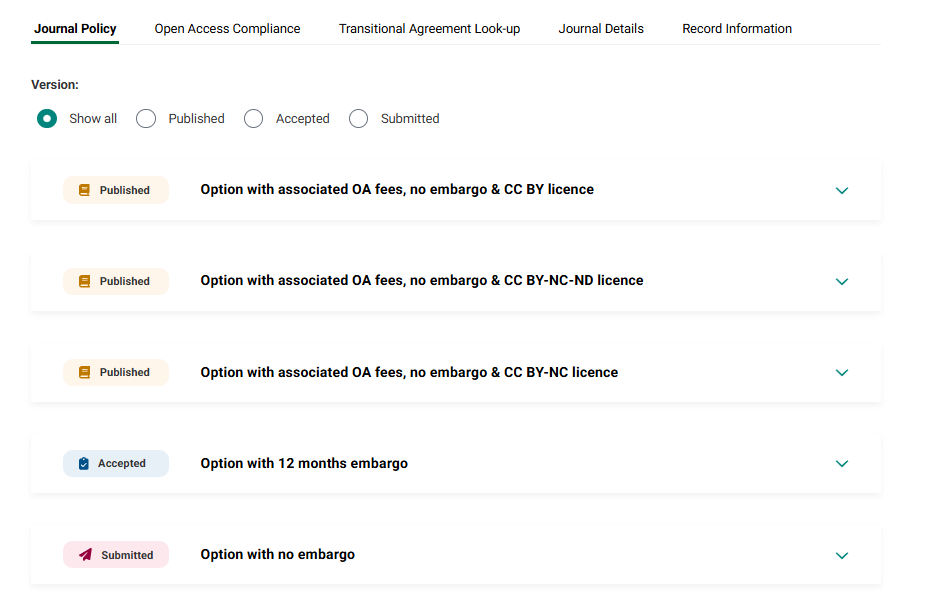 Journal Policy Open Access Compliance Transitional Agreement Look-up Journal Details Record Information
Version:
Show all Published Accepted Submitted
Published Option with associated OA fees, no embargo & CC BY licence
Published Option with associated OA fees, no embargo & CC BY-NC-ND licence
Published Option with associated OA fees, no embargo & CC BY-NC licence
Accepted Option with 12 months embargo
Submitted Option with no embargo